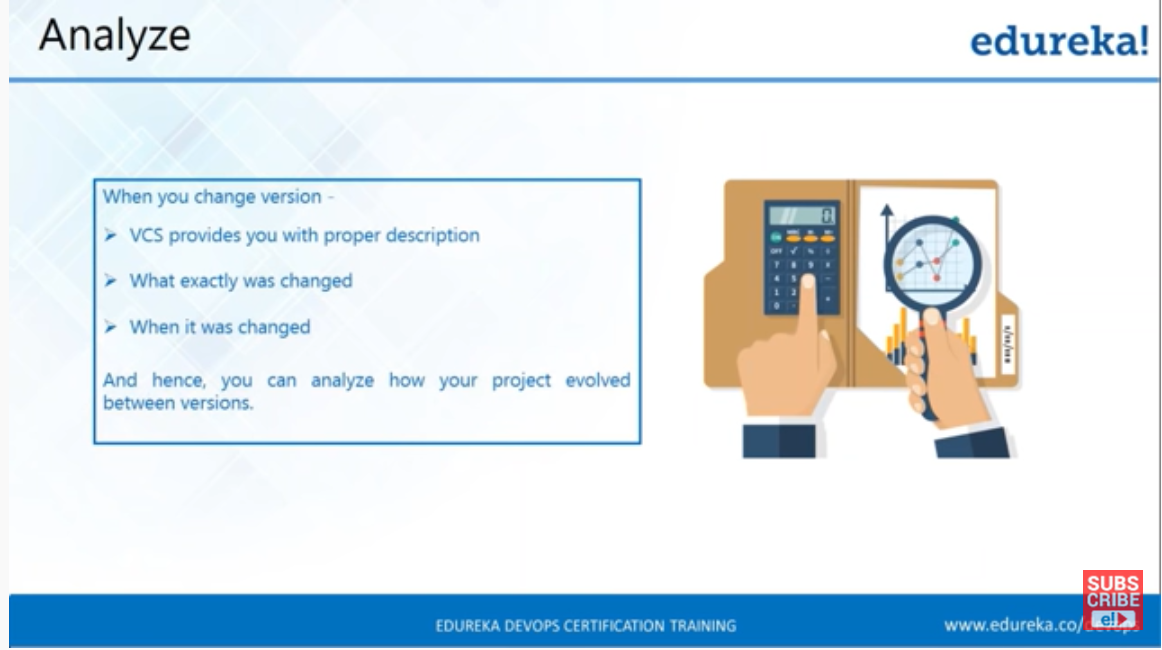 Analyze
edureka!
When you change version -
➢ VCS provides you with proper description
➢ What exactly was changed
➢ When it was changed
And hence, you can analyze how your project evolved
between versions.
EDUREKA DEVOPS CERTIFICATION TRAINING
www.edureka.co/devops
SUBS
CRIBE
e!